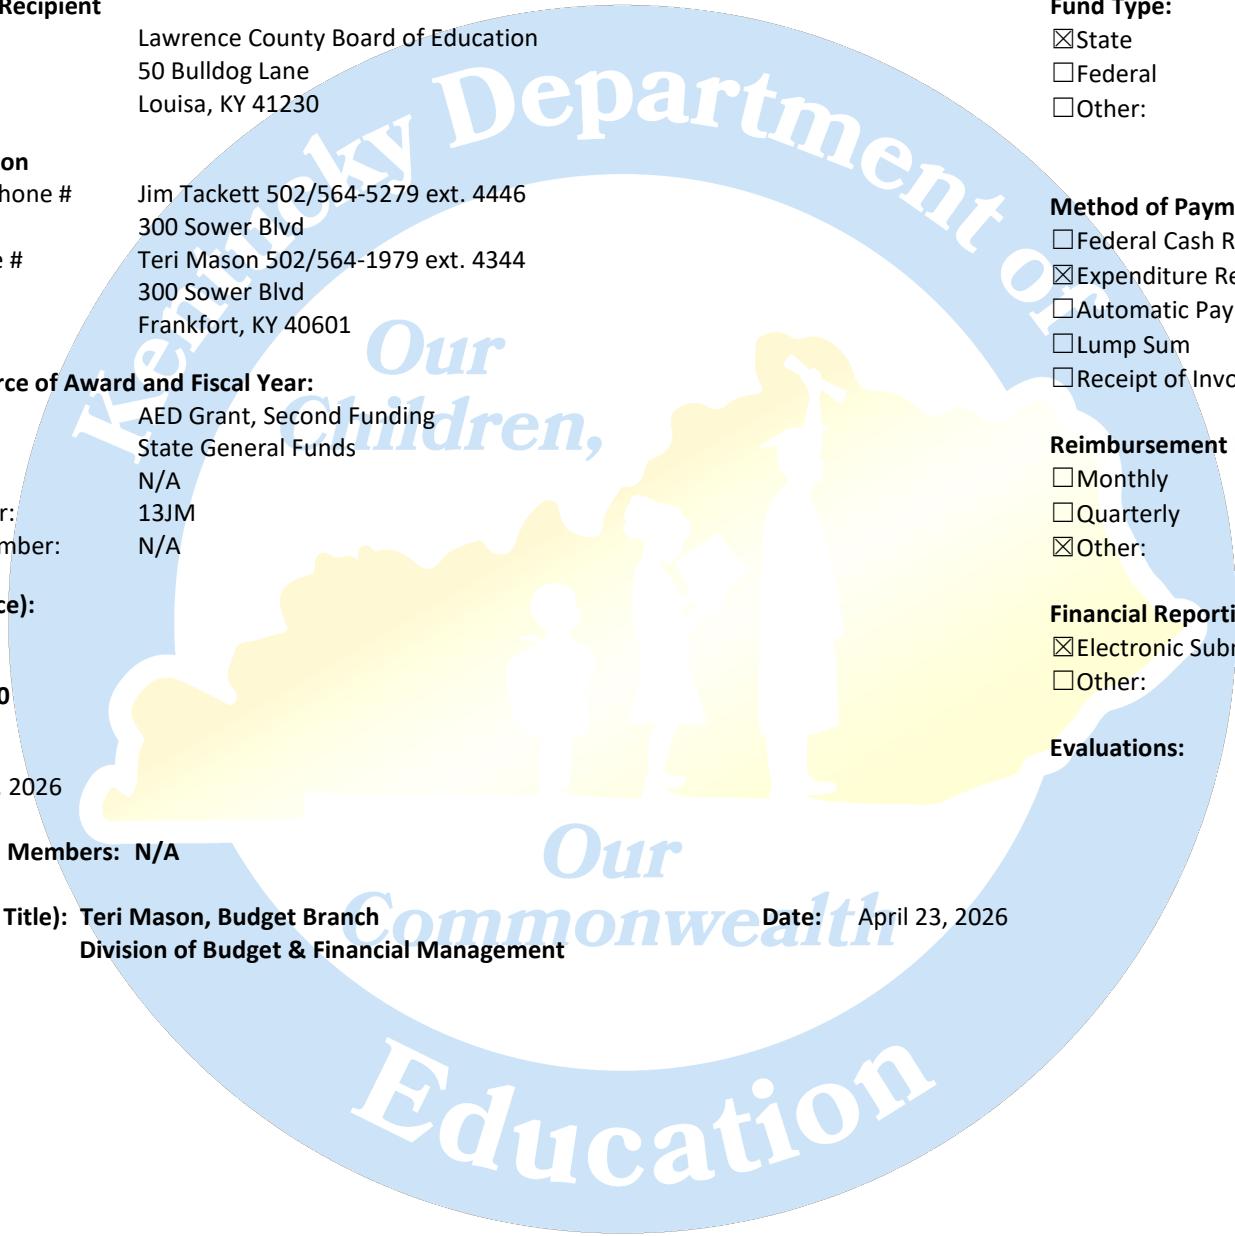 Recipient
Lawrence County Board of Education
50 Bulldog Lane
Louisa, KY 41230
on
hone # Jim Tackett 502/564-5279 ext. 4446
300 Sower Blvd
e # Teri Mason 502/564-1979 ext. 4344
300 Sower Blvd
Frankfort, KY 40601
rce of Award and Fiscal Year:
AED Grant, Second Funding
State General Funds
N/A
r: 13JM
mber: N/A
ce):
0
, 2026
Members: N/A
Title): Teri Mason, Budget Branch Date: April 23, 2026
Division of Budget & Financial Management
Fund Type:
☒State
☐Federal
☐Other:
Method of Paym
☐Federal Cash R
☒Expenditure Re
☐Automatic Pay
☐Lump Sum
☐Receipt of Invo
Reimbursement
☐Monthly
☐Quarterly
☒Other:
Financial Reporti
☒Electronic Subr
☐Other:
Evaluations:
Kentucky Department of
Education
Our
Children,
Our
Commonwealth